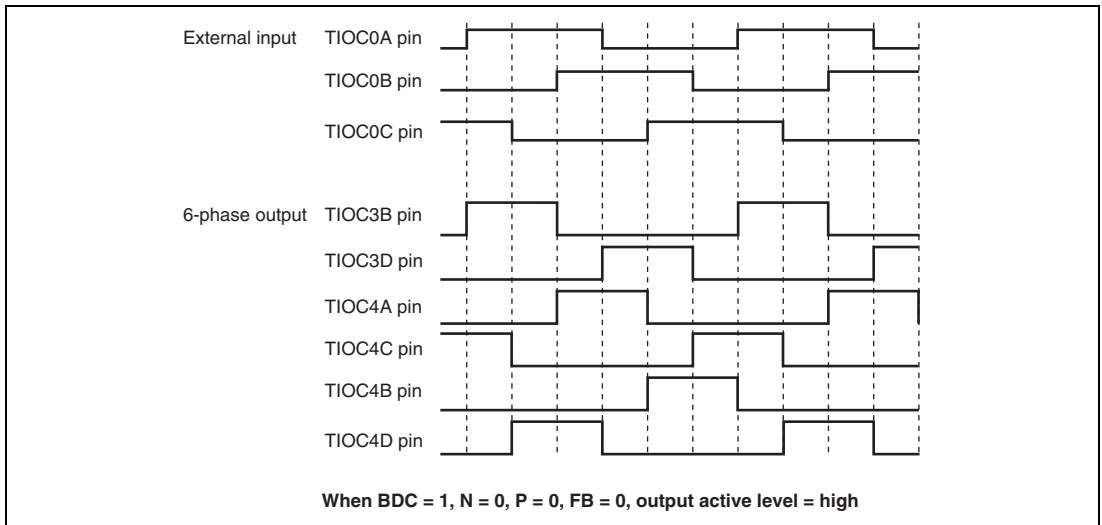 External input TIOC0A pin
TIOC0B pin
TIOC0C pin
6-phase output TIOC3B pin
TIOC3D pin
TIOC4A pin
TIOC4C pin
TIOC4B pin
TIOC4D pin
When BDC = 1, N = 0, P = 0, FB = 0, output active level = high